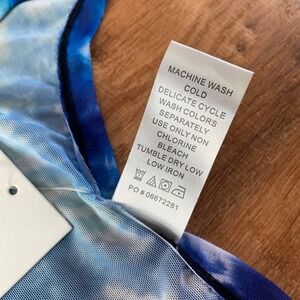 MACHINE WASH
COLD
DELICATE CYCLE
WASH COLORS
SEPARATELY
USE ONLY NON
CHLORINE
BLEACH
TUMBLE DRY LOW
LOW IRON
PO # 06672281